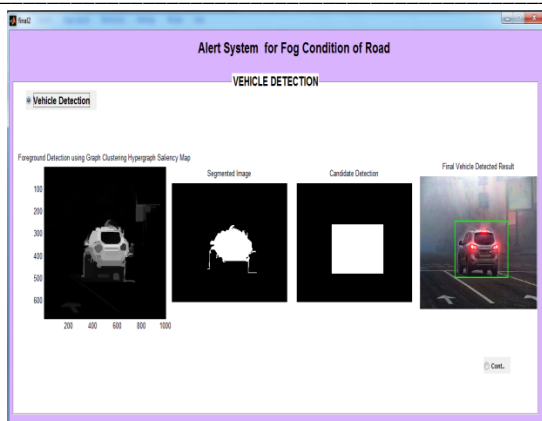 final2
Alert System for Fog Condition of Road
VEHICLE DETECTION
Vehicle Detection
Foreground Detection using Graph Clustering Hypergraph Saliency Map
Segmented Image
Candidate Detection
Final Vehicle Detected Result
100
200
300
400
500
600
200 400 600 800 1000
Cont..